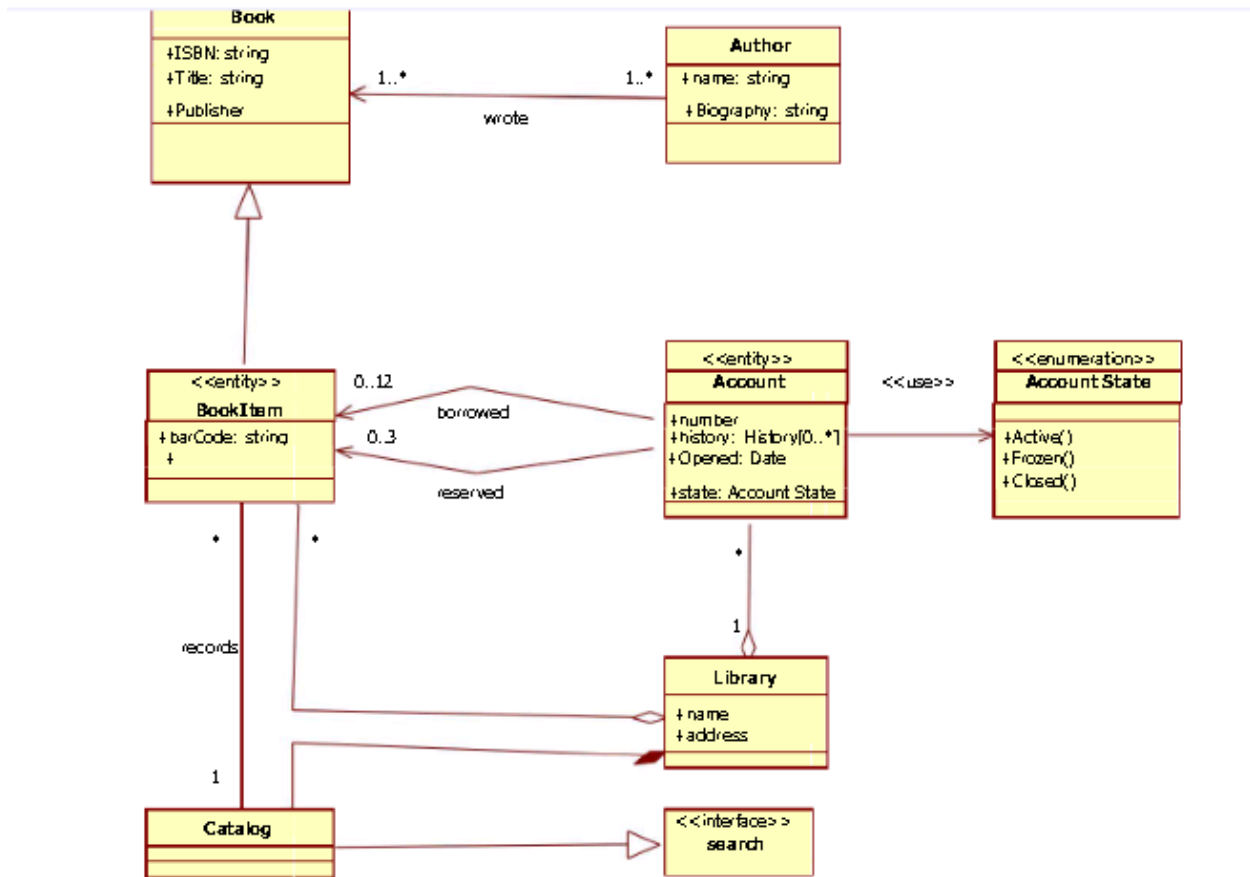 Book
+ISBN: string
+Title: string
+Publisher
Author
+name: string
+Biography: string
1..*
1..*
wrote
<<entity>>
BookItem
+barCode: string
+
0..12
borrowed
0..3
reserved
<<entity>>
Account
+number
+history: History[0..*]
+Opened: Date
+state: Account State
<<use>>
<<enumeration>>
Account State
+Active()
+Frozen()
+Closed()
*
*
*
records
1
1
Library
+name
+address
Catalog
<<interface>>
search